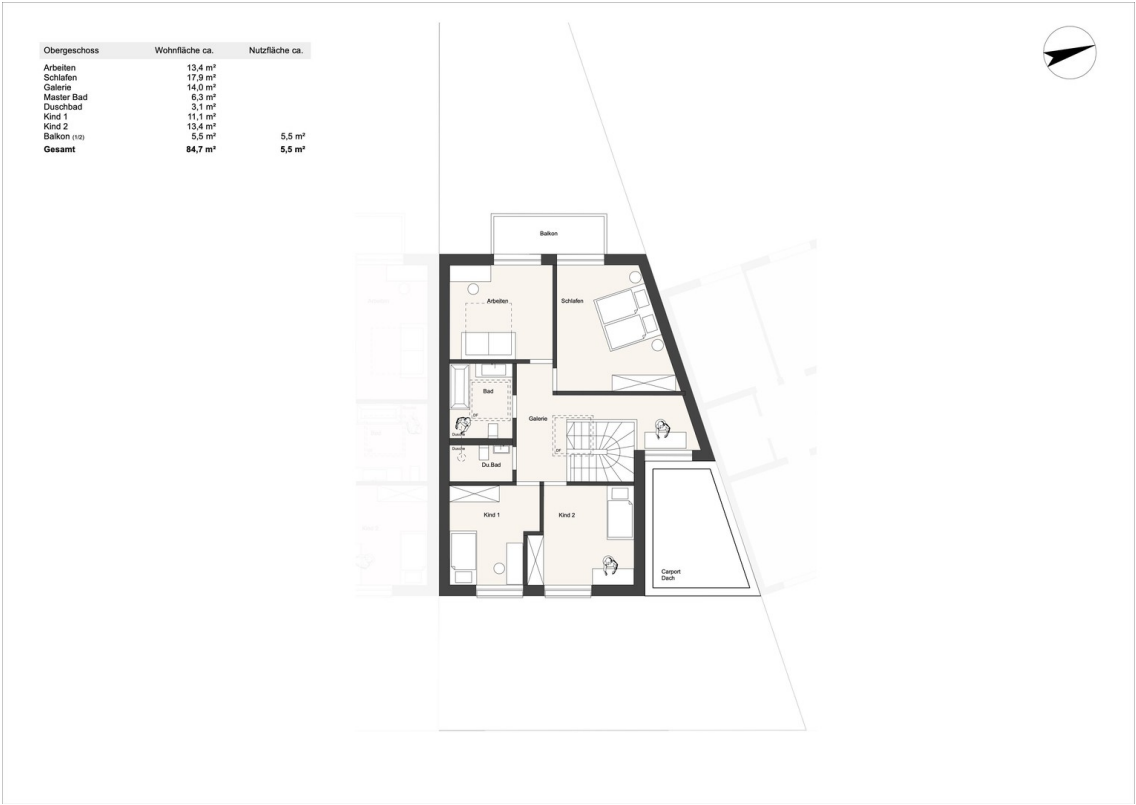 Obergeschoss Wohnfläche ca. Nutzfläche ca.
Arbeiten 13,4 m²
Schlafen 17,9 m²
Galerie 14,0 m²
Master Bad 6,3 m²
Duschbad 3,1 m²
Kind 1 11,1 m²
Kind 2 13,4 m²
Balkon (1/2) 5,5 m² 5,5 m²
Gesamt 84,7 m² 5,5 m²
Balkon
Arbeiten
Schlafen
Bad
DF
Dusche
Galerie
DF
Dusche
Du.Bad
Kind 1
Kind 2
Carport
Dach